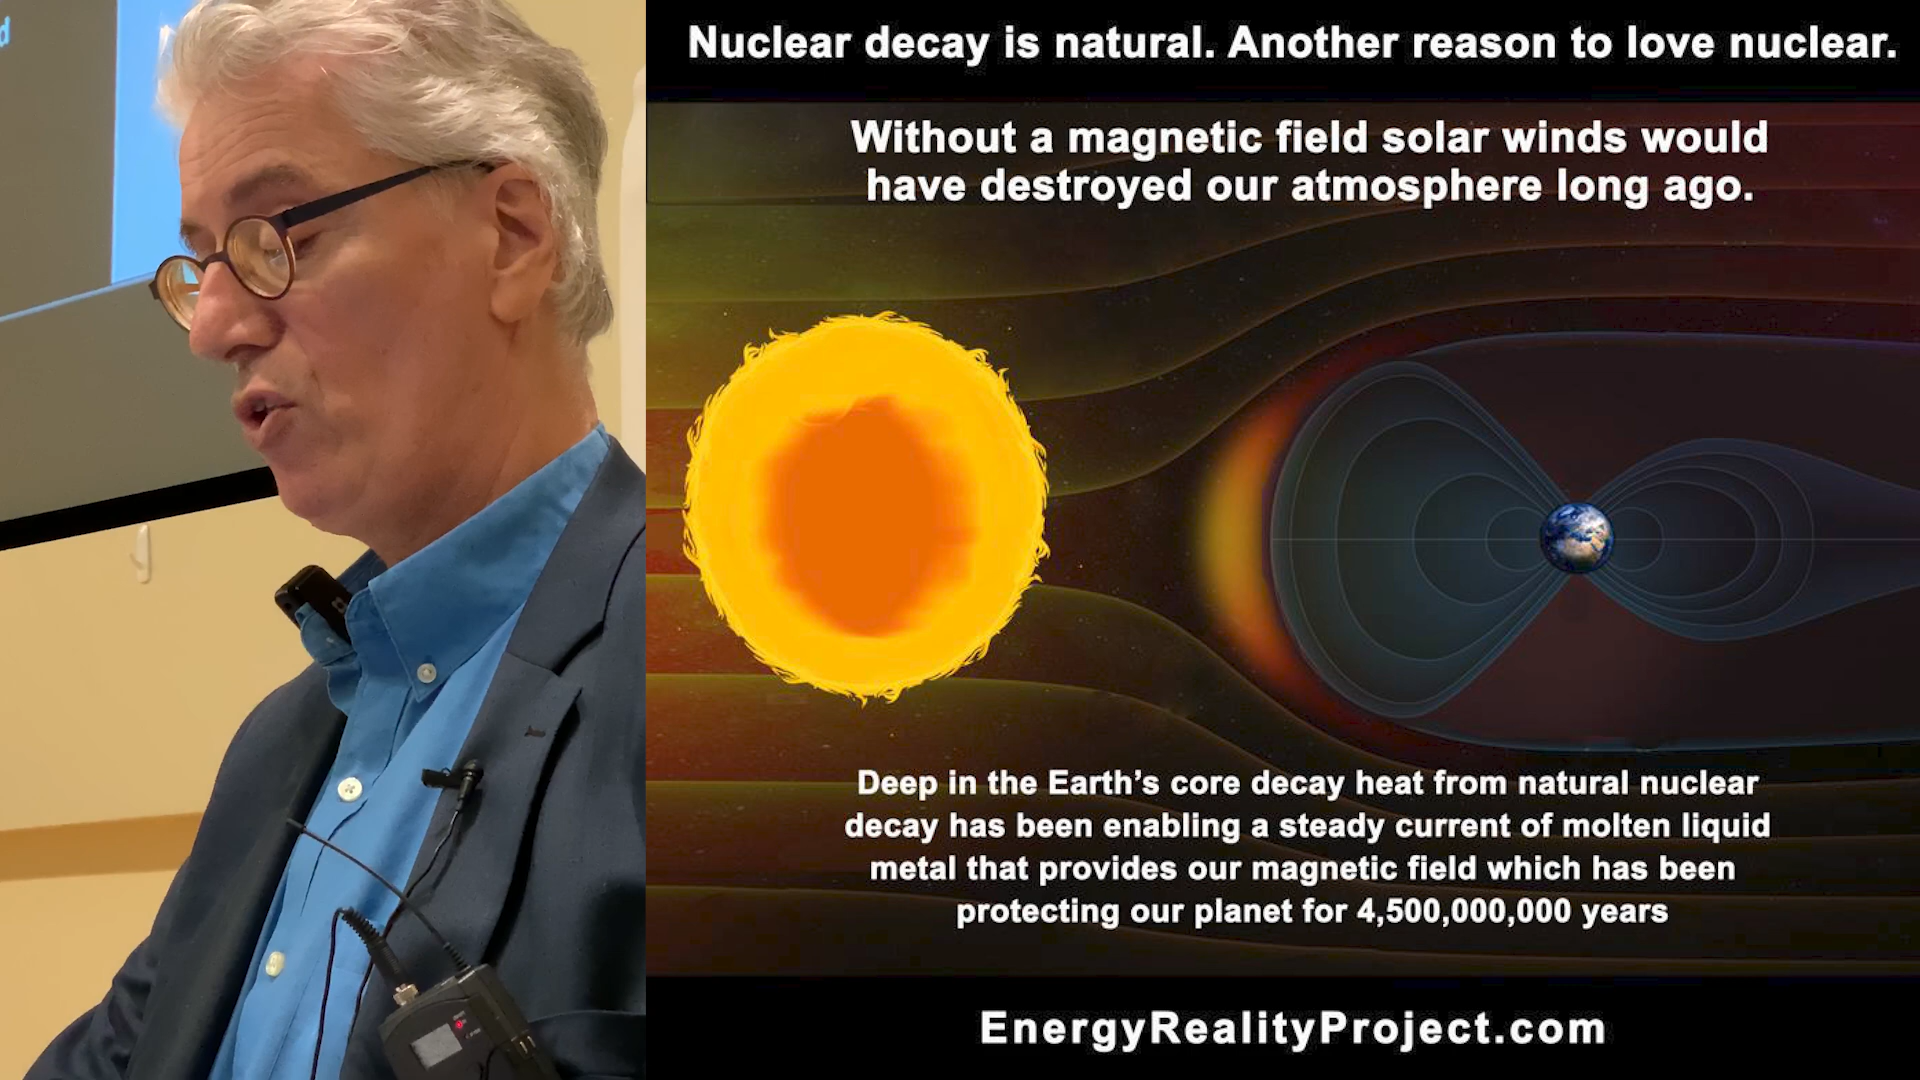 d
Nuclear decay is natural. Another reason to love nuclear.
Without a magnetic field solar winds would
have destroyed our atmosphere long ago.
Deep in the Earth's core decay heat from natural nuclear
decay has been enabling a steady current of molten liquid
metal that provides our magnetic field which has been
protecting our planet for 4,500,000,000 years
EnergyRealityProject.com